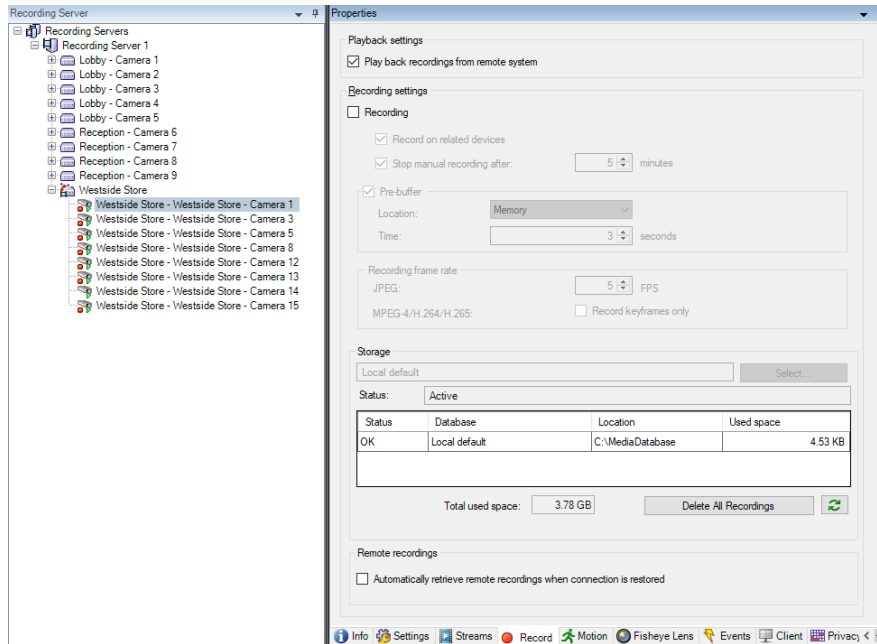 Recording Server
Recording Servers
Recording Server 1
Lobby - Camera 1
Lobby - Camera 2
Lobby - Camera 3
Lobby - Camera 4
Lobby - Camera 5
Reception - Camera 6
Reception - Camera 7
Reception - Camera 8
Reception - Camera 9
Westside Store
Westside Store - Westside Store - Camera 1
Westside Store - Westside Store - Camera 3
Westside Store - Westside Store - Camera 5
Westside Store - Westside Store - Camera 8
Westside Store - Westside Store - Camera 12
Westside Store - Westside Store - Camera 13
Westside Store - Westside Store - Camera 14
Westside Store - Westside Store - Camera 15
Properties
Playback settings
Play back recordings from remote system
Recording settings
Recording
Record on related devices
Stop manual recording after: 5 minutes
Pre-buffer
Location: Memory
Time: 3 seconds
Recording frame rate
JPEG: 5 FPS
MPEG-4/H.264/H.265: Record keyframes only
Storage
Local default Select...
Status: Active
Status Database Location Used space
OK Local default C:\MediaDatabase 4.53 KB
Total used space: 3.78 GB Delete All Recordings
Remote recordings
Automatically retrieve remote recordings when connection is restored
Info Settings Streams Record Motion Fisheye Lens Events Client Privac